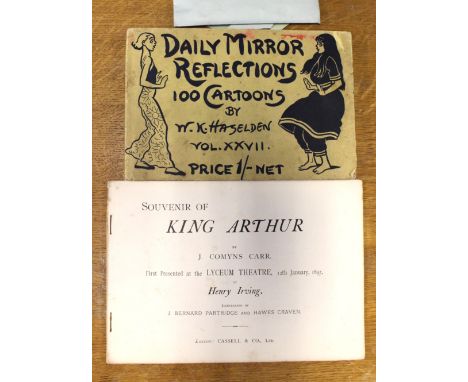 DAILY MIRROR
REFLECTIONS
100 CARTOONS
BY
W. K. HASELDEN
VOL. XXVII.
PRICE 1/- NET
SOUVENIR OF
KING ARTHUR
BY
J COMYNS CARR.
First Presented at the LYCEUM THEATRE, 12th January, 1895,
BY
Henry Irving.
ILLUSTRATED BY
J BERNARD PARTRIDGE AND HAWES CRAVEN.
CASSELL & CO., LTD